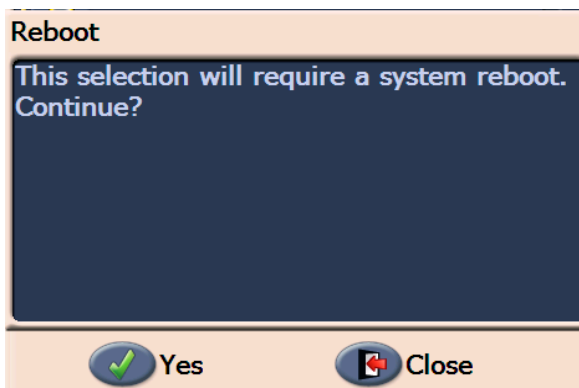 Reboot
This selection will require a system reboot.
Continue?
Yes Close